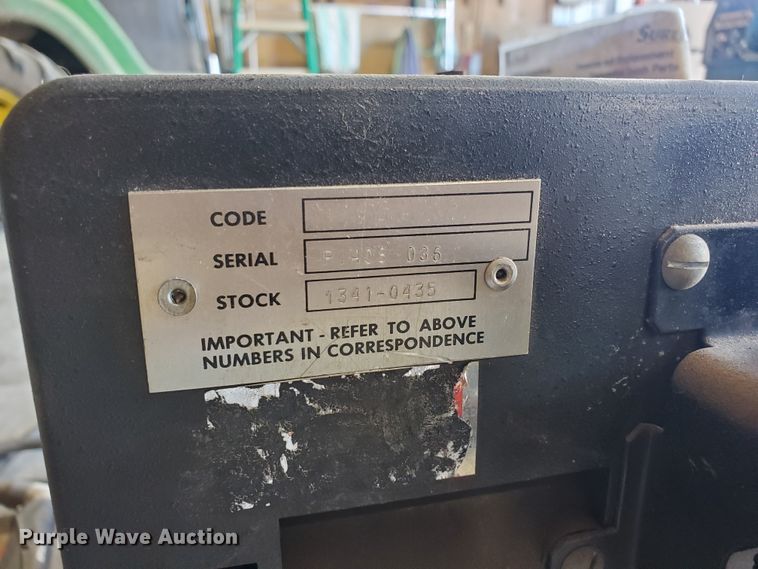 CODE
SERIAL
STOCK 1341-0435
IMPORTANT - REFER TO ABOVE
NUMBERS IN CORRESPONDENCE
Purple Wave Auction